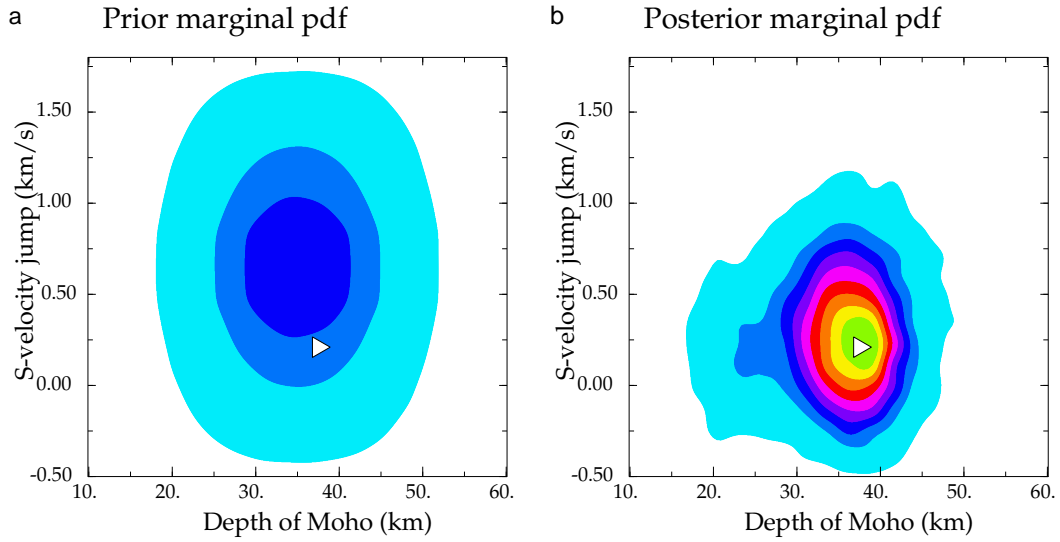 a
Prior marginal pdf
S-velocity jump (km/s)
1.50
1.00
0.50
0.00
-0.50
10.
20.
30.
40.
50.
60.
Depth of Moho (km)
b
Posterior marginal pdf
S-velocity jump (km/s)
1.50
1.00
0.50
0.00
-0.50
10.
20.
30.
40.
50.
60.
Depth of Moho (km)